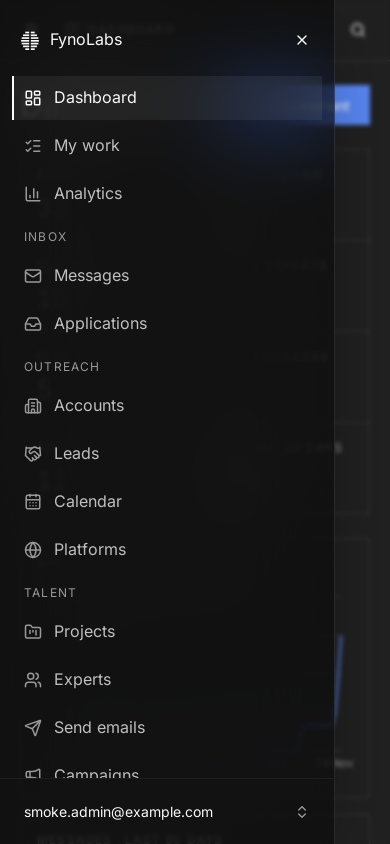 FynoLabs
Dashboard
My work
Analytics
INBOX
Messages
Applications
OUTREACH
Accounts
Leads
Calendar
Platforms
TALENT
Projects
Experts
Send emails
Campaigns
smoke.admin@example.com